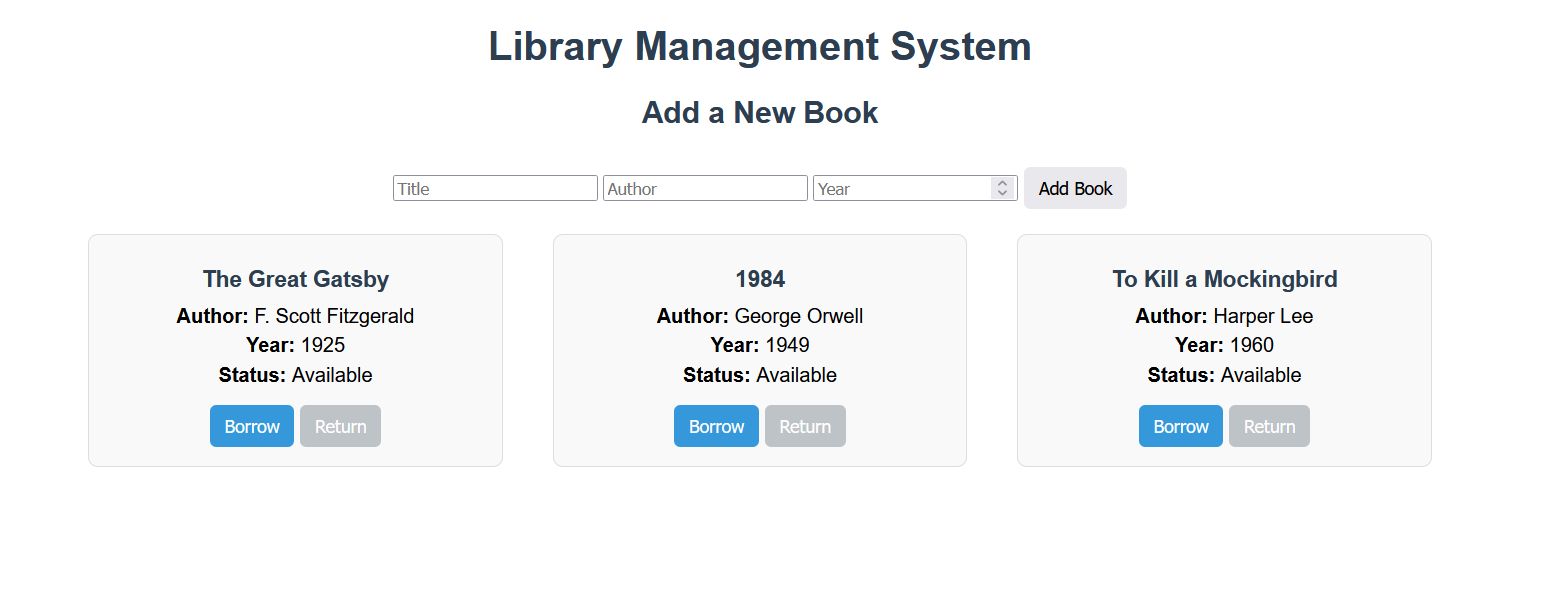 Library Management System
Add a New Book
Title Author Year Add Book
The Great Gatsby
Author: F. Scott Fitzgerald
Year: 1925
Status: Available
Borrow Return
1984
Author: George Orwell
Year: 1949
Status: Available
Borrow Return
To Kill a Mockingbird
Author: Harper Lee
Year: 1960
Status: Available
Borrow Return